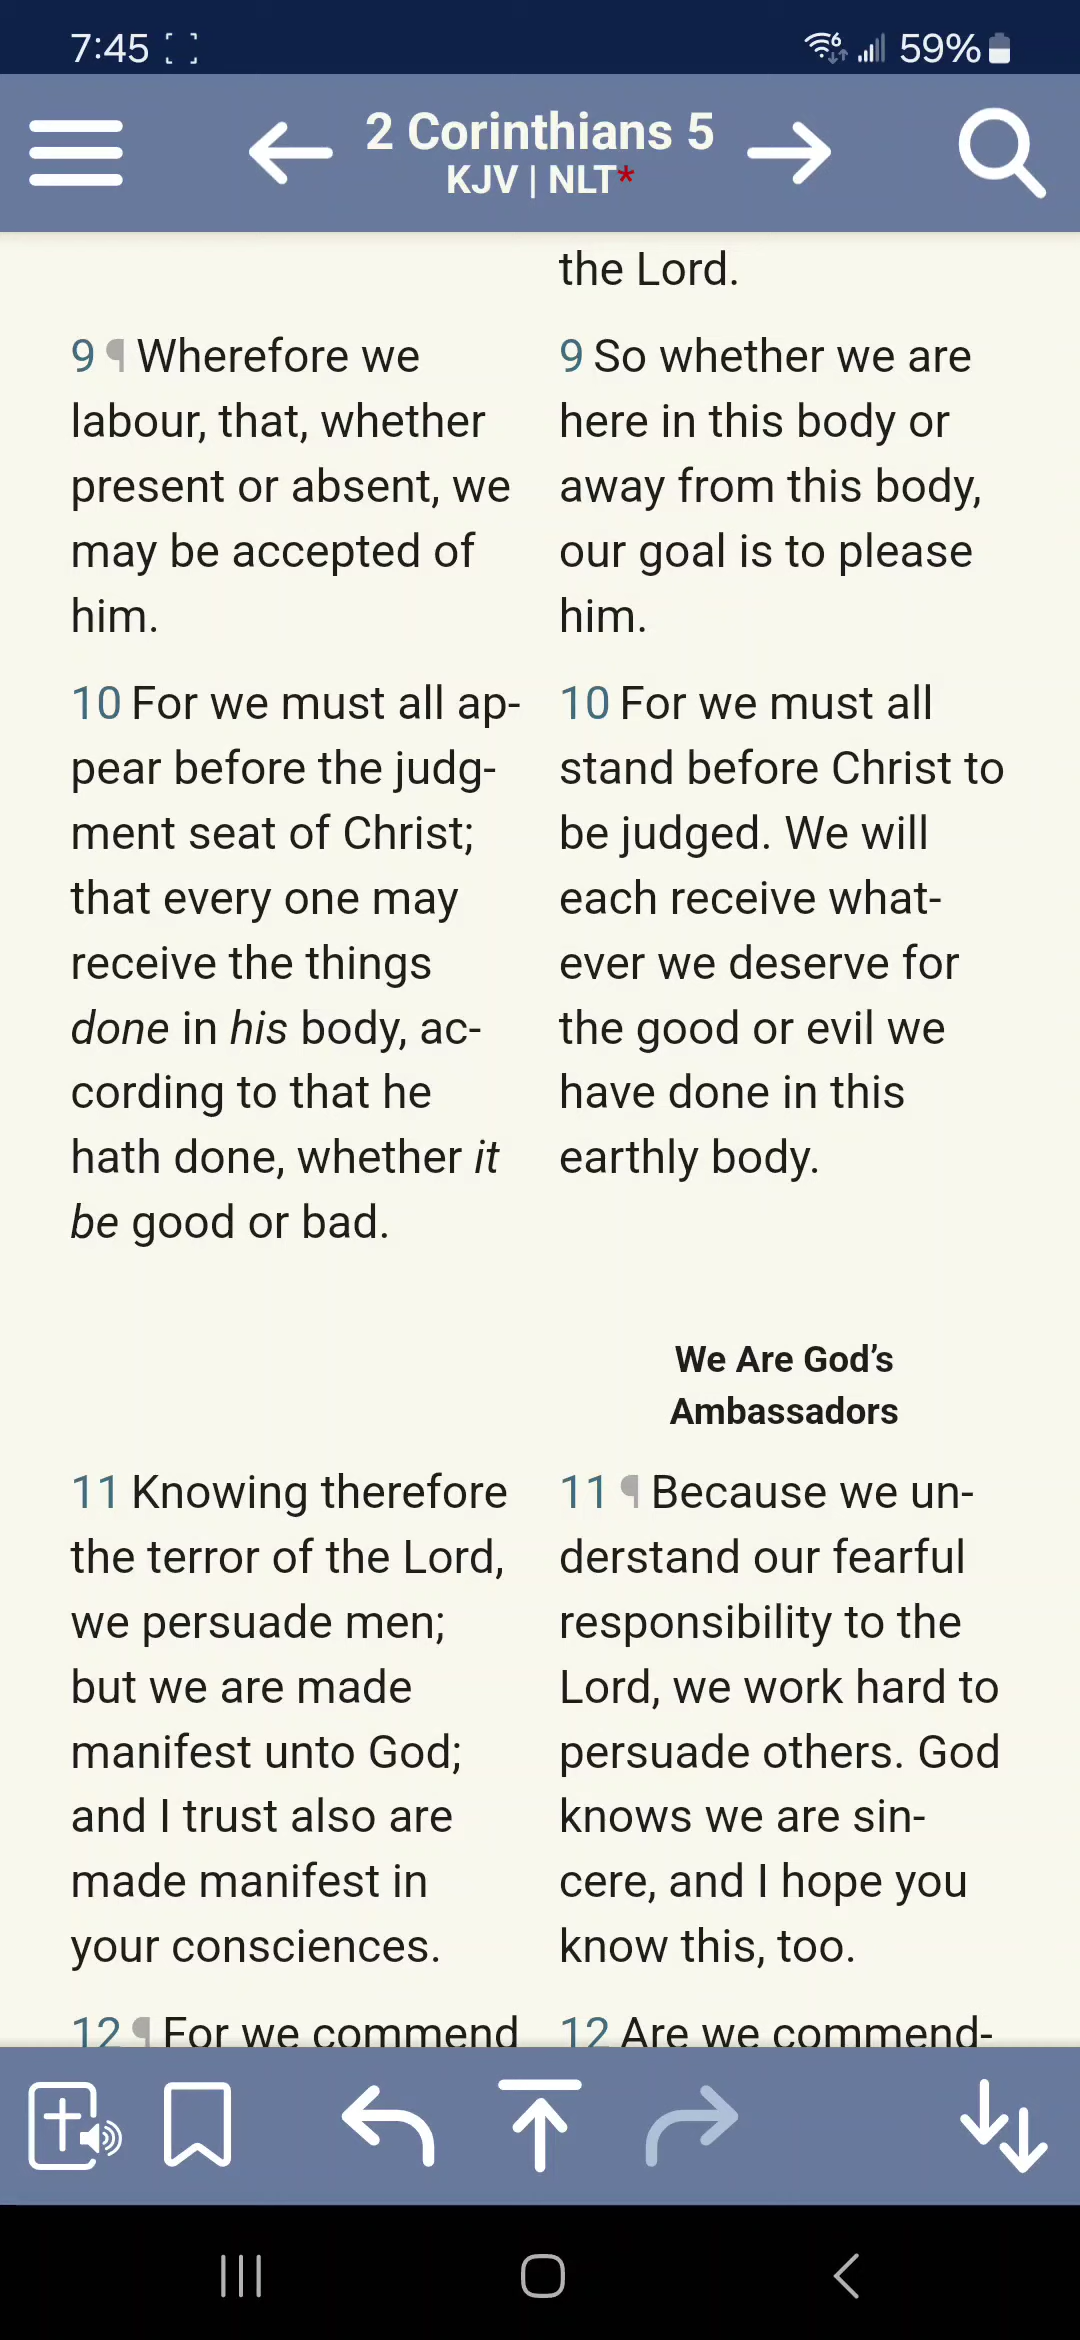 7:45
59%
2 Corinthians 5
KJV | NLT*
the Lord.
9 ¶ Wherefore we
labour, that, whether
present or absent, we
may be accepted of
him.
9 So whether we are
here in this body or
away from this body,
our goal is to please
him.
10 For we must all ap-
pear before the judg-
ment seat of Christ;
that every one may
receive the things
done in his body, ac-
cording to that he
hath done, whether it
be good or bad.
10 For we must all
stand before Christ to
be judged. We will
each receive what-
ever we deserve for
the good or evil we
have done in this
earthly body.
We Are God’s
Ambassadors
11 Knowing therefore
the terror of the Lord,
we persuade men;
but we are made
manifest unto God;
and I trust also are
made manifest in
your consciences.
11 ¶ Because we un-
derstand our fearful
responsibility to the
Lord, we work hard to
persuade others. God
knows we are sin-
cere, and I hope you
know this, too.
12 ¶ For we commend
12 Are we commend-